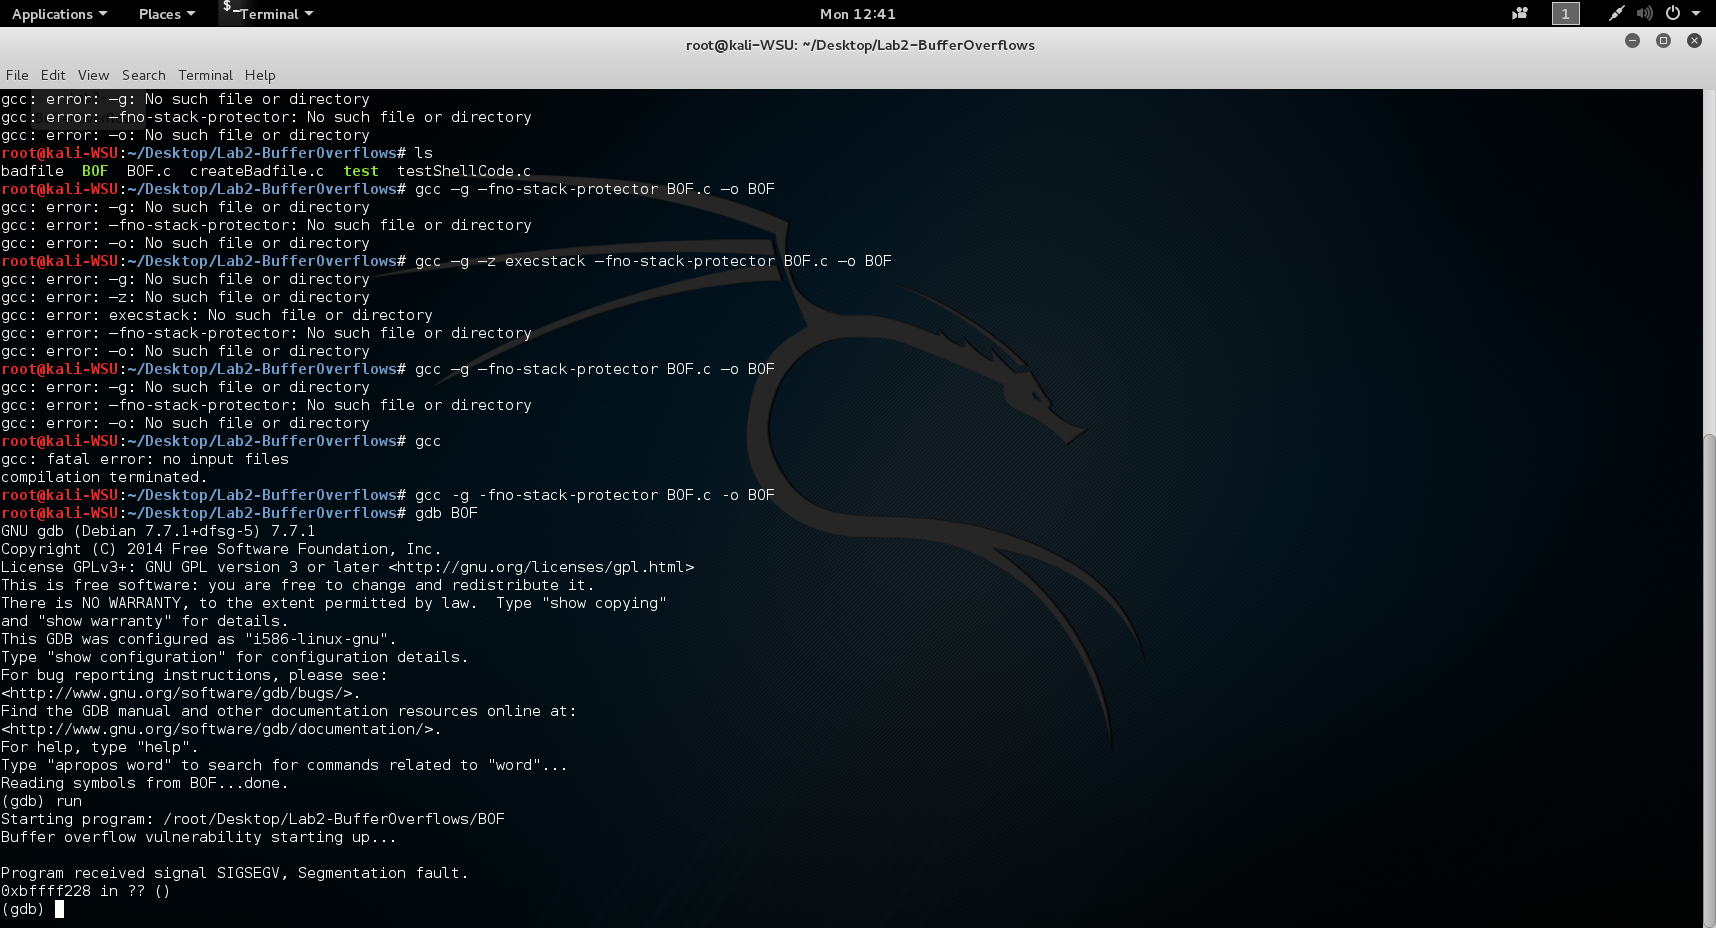 Applications Places $_ Terminal Mon 12:41 1
root@kali-WSU: ~/Desktop/Lab2-BufferOverflows
File Edit View Search Terminal Help
gcc: error: –g: No such file or directory
gcc: error: –fno-stack-protector: No such file or directory
gcc: error: –o: No such file or directory
root@kali-WSU:~/Desktop/Lab2-BufferOverflows# ls
badfile BOF BOF.c createBadfile.c test testShellCode.c
root@kali-WSU:~/Desktop/Lab2-BufferOverflows# gcc –g –fno-stack-protector BOF.c –o BOF
gcc: error: –g: No such file or directory
gcc: error: –fno-stack-protector: No such file or directory
gcc: error: –o: No such file or directory
root@kali-WSU:~/Desktop/Lab2-BufferOverflows# gcc –g –z execstack –fno-stack-protector BOF.c –o BOF
gcc: error: –g: No such file or directory
gcc: error: –z: No such file or directory
gcc: error: execstack: No such file or directory
gcc: error: –fno-stack-protector: No such file or directory
gcc: error: –o: No such file or directory
root@kali-WSU:~/Desktop/Lab2-BufferOverflows# gcc –g –fno-stack-protector BOF.c –o BOF
gcc: error: –g: No such file or directory
gcc: error: –fno-stack-protector: No such file or directory
gcc: error: –o: No such file or directory
root@kali-WSU:~/Desktop/Lab2-BufferOverflows# gcc
gcc: fatal error: no input files
compilation terminated.
root@kali-WSU:~/Desktop/Lab2-BufferOverflows# gcc -g -fno-stack-protector BOF.c -o BOF
root@kali-WSU:~/Desktop/Lab2-BufferOverflows# gdb BOF
GNU gdb (Debian 7.7.1+dfsg-5) 7.7.1
Copyright (C) 2014 Free Software Foundation, Inc.
License GPLv3+: GNU GPL version 3 or later <http://gnu.org/licenses/gpl.html>
This is free software: you are free to change and redistribute it.
There is NO WARRANTY, to the extent permitted by law.  Type "show copying"
and "show warranty" for details.
This GDB was configured as "i586-linux-gnu".
Type "show configuration" for configuration details.
For bug reporting instructions, please see:
<http://www.gnu.org/software/gdb/bugs/>.
Find the GDB manual and other documentation resources online at:
<http://www.gnu.org/software/gdb/documentation/>.
For help, type "help".
Type "apropos word" to search for commands related to "word"...
Reading symbols from BOF...done.
(gdb) run
Starting program: /root/Desktop/Lab2-BufferOverflows/BOF
Buffer overflow vulnerability starting up...
Program received signal SIGSEGV, Segmentation fault.
0xbffff228 in ?? ()
(gdb)